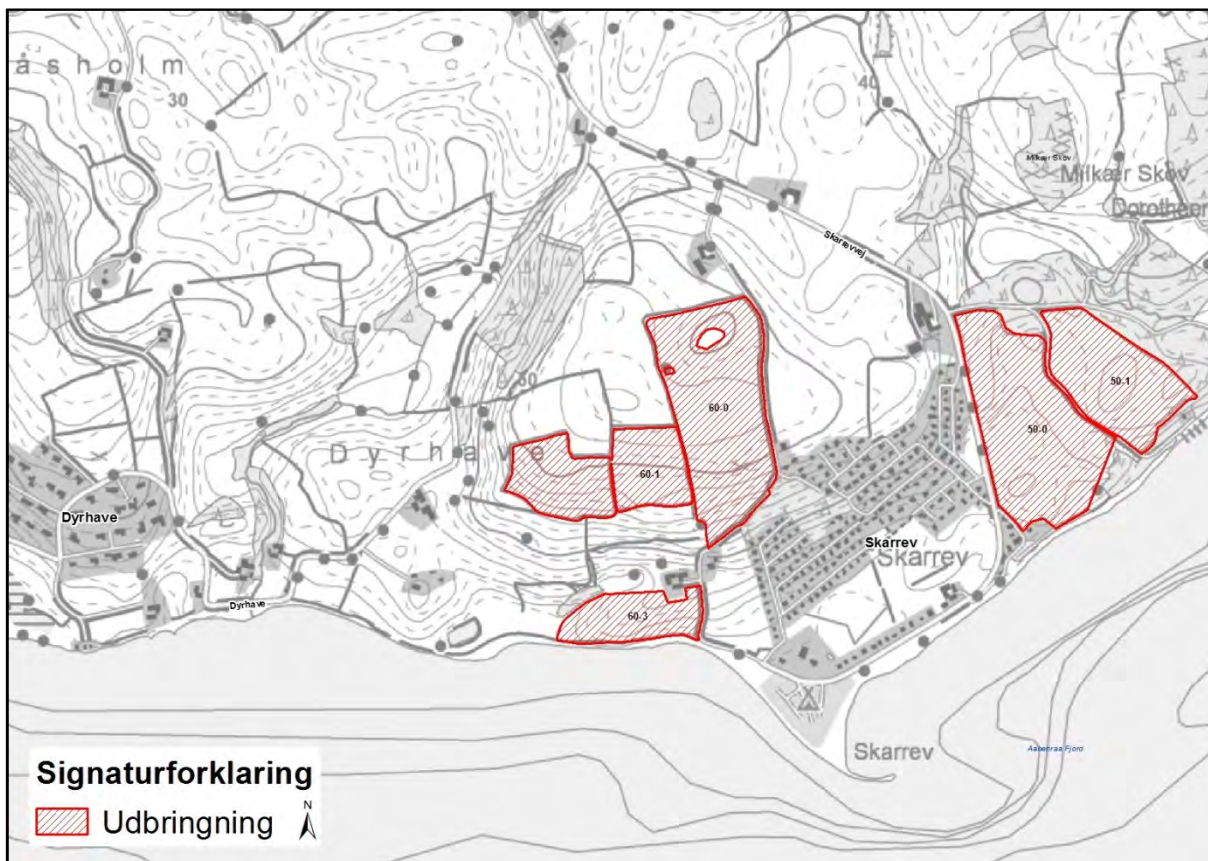 åsholm
30
40
Milkær Skov
Milkær Skov
Dorotheen
Skarrevvej
50-1
60-0
50-0
30
Dyrhave
60-1
Dyrhave
Skarrev
Skarrev
60-3
Dyrhave
Skarrev
Aabenraa Fjord
Signaturforklaring
Udbringning
N